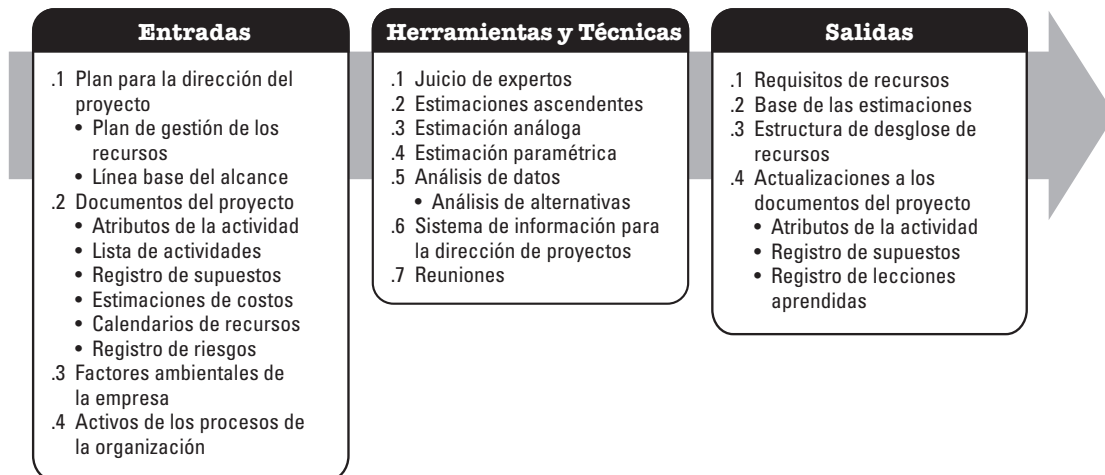 Entradas
.1 Plan para la dirección del
proyecto
• Plan de gestión de los
recursos
• Línea base del alcance
.2 Documentos del proyecto
• Atributos de la actividad
• Lista de actividades
• Registro de supuestos
• Estimaciones de costos
• Calendarios de recursos
• Registro de riesgos
.3 Factores ambientales de
la empresa
.4 Activos de los procesos de
la organización
Herramientas y Técnicas
.1 Juicio de expertos
.2 Estimaciones ascendentes
.3 Estimación análoga
.4 Estimación paramétrica
.5 Análisis de datos
• Análisis de alternativas
.6 Sistema de información para
la dirección de proyectos
.7 Reuniones
Salidas
.1 Requisitos de recursos
.2 Base de las estimaciones
.3 Estructura de desglose de
recursos
.4 Actualizaciones a los
documentos del proyecto
• Atributos de la actividad
• Registro de supuestos
• Registro de lecciones
aprendidas